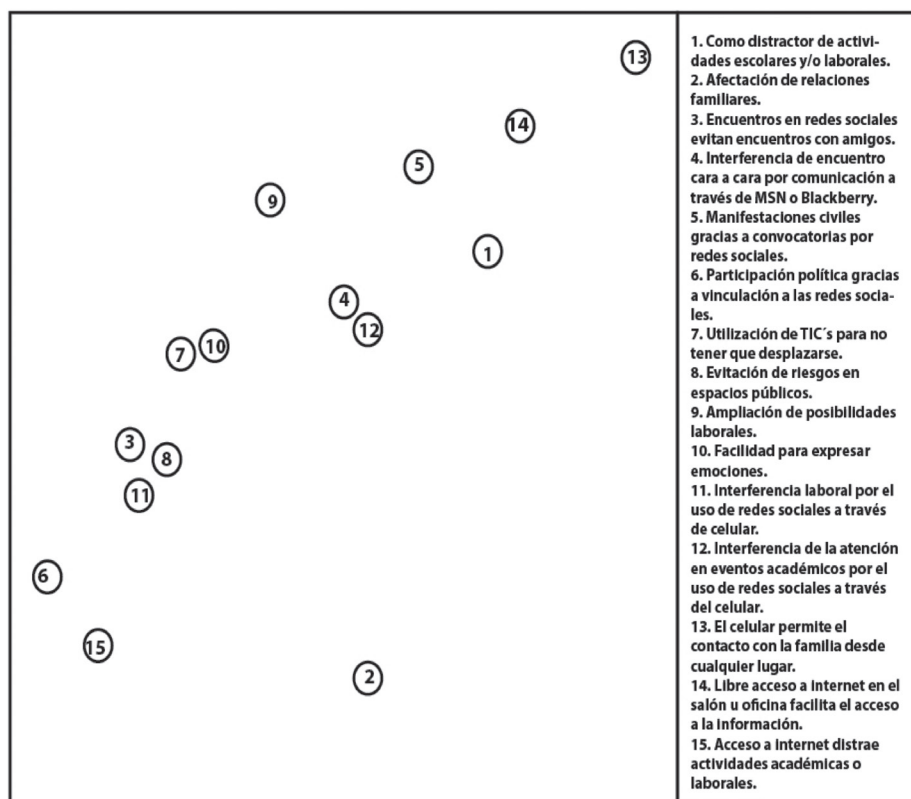 13
14
5
9
1
4
12
10
7
3
8
11
6
15
2
1. Como distractor de activi-
dades escolares y/o laborales.
2. Afectación de relaciones
familiares.
3. Encuentros en redes sociales
evitan encuentros con amigos.
4. Interferencia de encuentro
cara a cara por comunicación a
través de MSN o Blackberry.
5. Manifestaciones civiles
gracias a convocatorias por
redes sociales.
6. Participación política gracias
a vinculación a las redes socia-
les.
7. Utilización de TIC´s para no
tener que desplazarse.
8. Evitación de riesgos en
espacios públicos.
9. Ampliación de posibilidades
laborales.
10. Facilidad para expresar
emociones.
11. Interferencia laboral por el
uso de redes sociales a través
de celular.
12. Interferencia de la atención
en eventos académicos por el
uso de redes sociales a través
del celular.
13. El celular permite el
contacto con la familia desde
cualquier lugar.
14. Libre acceso a internet en el
salón u oficina facilita el acceso
a la información.
15. Acceso a internet distrae
actividades académicas o
laborales.